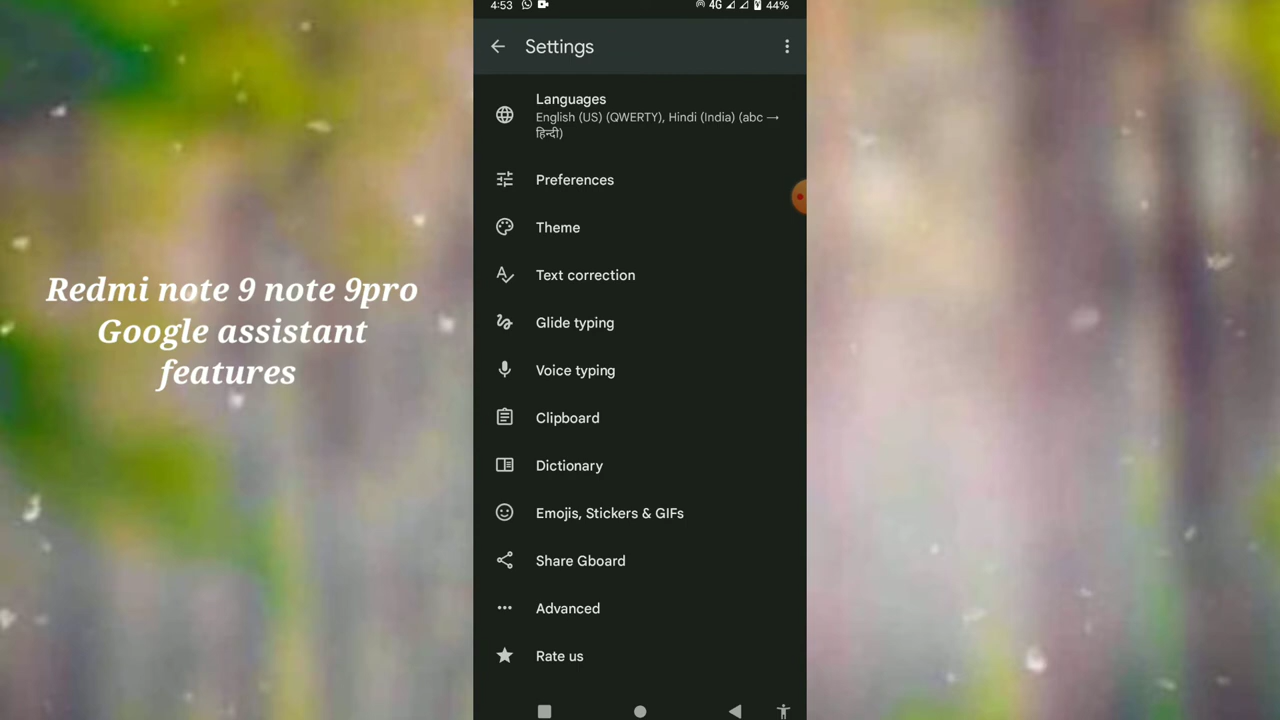 4:53 4G 44%
Settings
Languages
English (US) (QWERTY), Hindi (India) (abc →
हिन्दी)
Preferences
Theme
Text correction
Glide typing
Voice typing
Clipboard
Dictionary
Emojis, Stickers & GIFs
Share Gboard
Advanced
Rate us
Redmi note 9 note 9pro
Google assistant
features